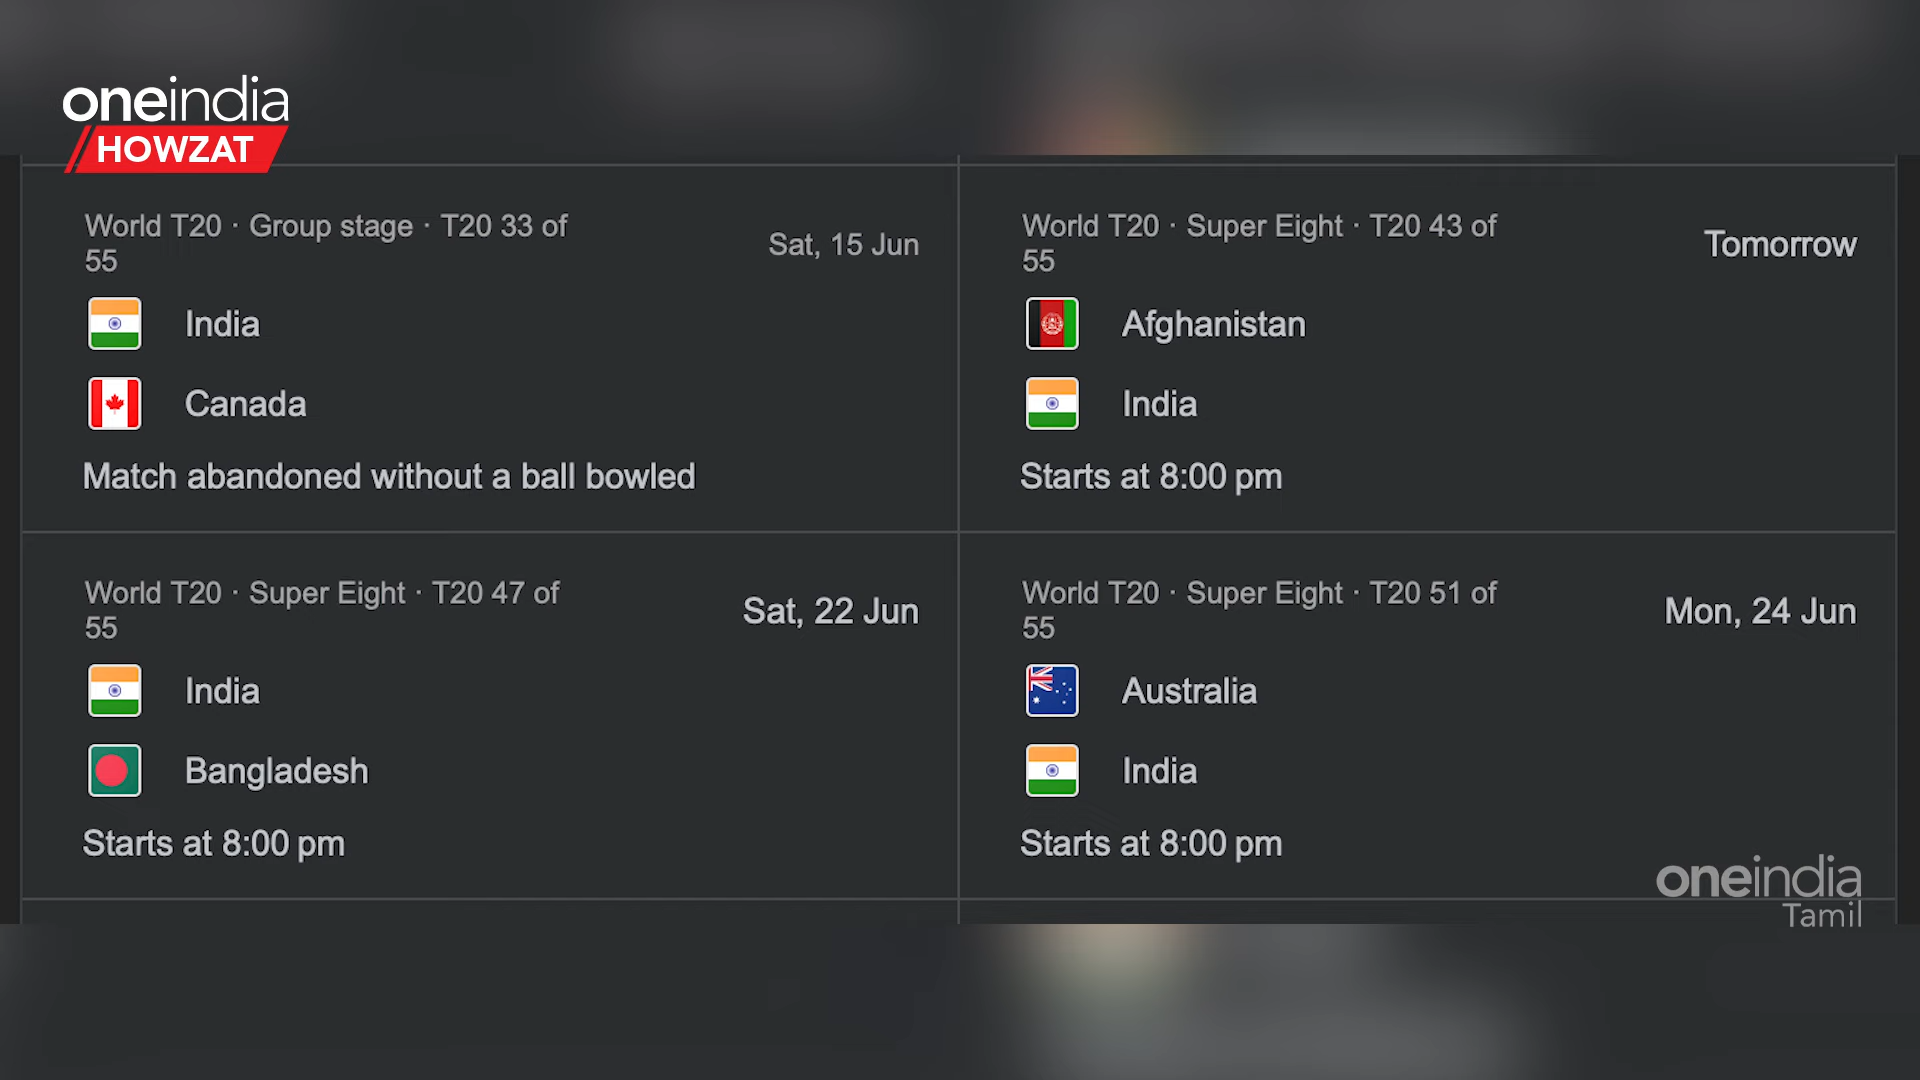 oneindia
HOWZAT
World T20 · Group stage · T20 33 of
55
Sat, 15 Jun
India
Canada
Match abandoned without a ball bowled
World T20 · Super Eight · T20 43 of
55
Tomorrow
Afghanistan
India
Starts at 8:00 pm
World T20 · Super Eight · T20 47 of
55
Sat, 22 Jun
India
Bangladesh
Starts at 8:00 pm
World T20 · Super Eight · T20 51 of
55
Mon, 24 Jun
Australia
India
Starts at 8:00 pm
oneindia
Tamil